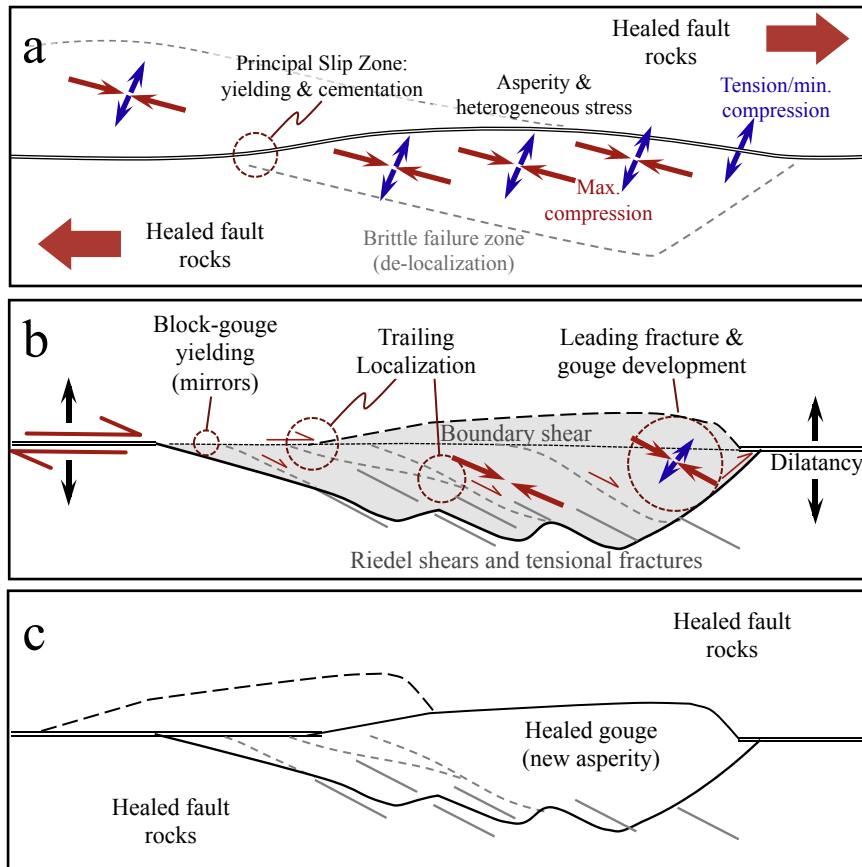 a
Principal Slip Zone:
yielding & cementation
Asperity &
heterogeneous stress
Healed fault
rocks
Tension/min.
compression
Max.
compression
Healed fault
rocks
Brittle failure zone
(de-localization)
b
Block-gouge
yielding
(mirrors)
Trailing
Localization
Leading fracture &
gouge development
Boundary shear
Dilatancy
Riedel shears and tensional fractures
c
Healed fault
rocks
Healed gouge
(new asperity)
Healed fault
rocks